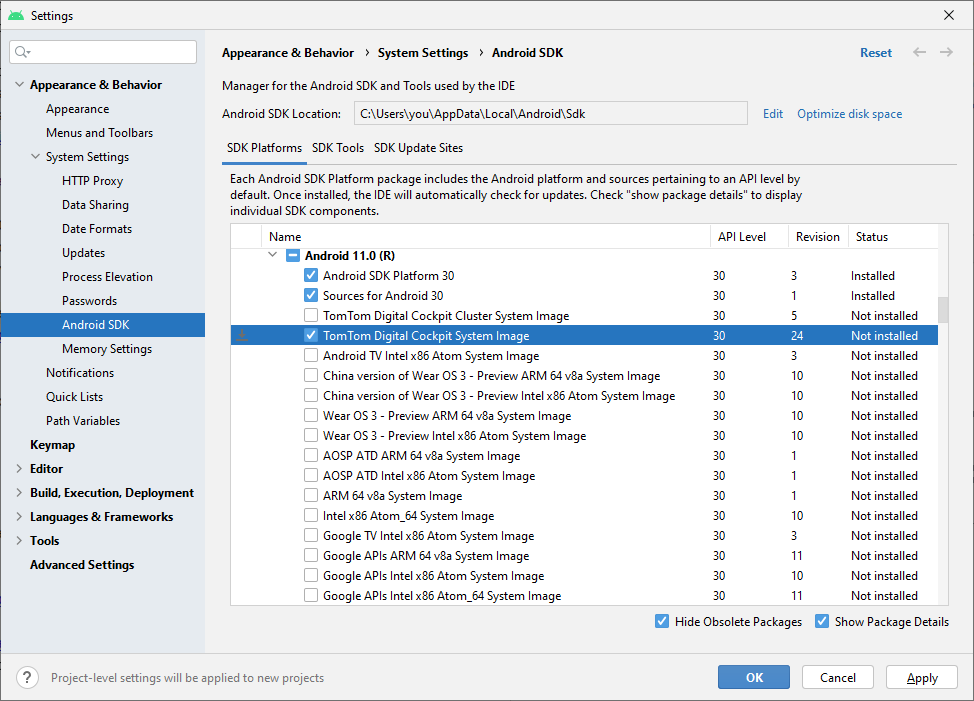 Settings
Appearance & Behavior
Appearance
Menus and Toolbars
System Settings
HTTP Proxy
Data Sharing
Date Formats
Updates
Process Elevation
Passwords
Android SDK
Memory Settings
Notifications
Quick Lists
Path Variables
Keymap
Editor
Build, Execution, Deployment
Languages & Frameworks
Tools
Advanced Settings
Appearance & Behavior › System Settings › Android SDK
Reset
Manager for the Android SDK and Tools used by the IDE
Android SDK Location: C:\Users\you\AppData\Local\Android\Sdk Edit Optimize disk space
SDK Platforms SDK Tools SDK Update Sites
Each Android SDK Platform package includes the Android platform and sources pertaining to an API level by
default. Once installed, the IDE will automatically check for updates. Check "show package details" to display
individual SDK components.
Name API Level Revision Status
Android 11.0 (R)
Android SDK Platform 30 30 3 Installed
Sources for Android 30 30 1 Installed
TomTom Digital Cockpit Cluster System Image 30 5 Not installed
TomTom Digital Cockpit System Image 30 24 Not installed
Android TV Intel x86 Atom System Image 30 3 Not installed
China version of Wear OS 3 - Preview ARM 64 v8a System Image 30 10 Not installed
China version of Wear OS 3 - Preview Intel x86 Atom System Image 30 10 Not installed
Wear OS 3 - Preview ARM 64 v8a System Image 30 10 Not installed
Wear OS 3 - Preview Intel x86 Atom System Image 30 10 Not installed
AOSP ATD ARM 64 v8a System Image 30 1 Not installed
AOSP ATD Intel x86 Atom System Image 30 1 Not installed
ARM 64 v8a System Image 30 1 Not installed
Intel x86 Atom_64 System Image 30 10 Not installed
Google TV Intel x86 Atom System Image 30 3 Not installed
Google APIs ARM 64 v8a System Image 30 11 Not installed
Google APIs Intel x86 Atom System Image 30 10 Not installed
Google APIs Intel x86 Atom_64 System Image 30 11 Not installed
Hide Obsolete Packages Show Package Details
? Project-level settings will be applied to new projects
OK Cancel Apply